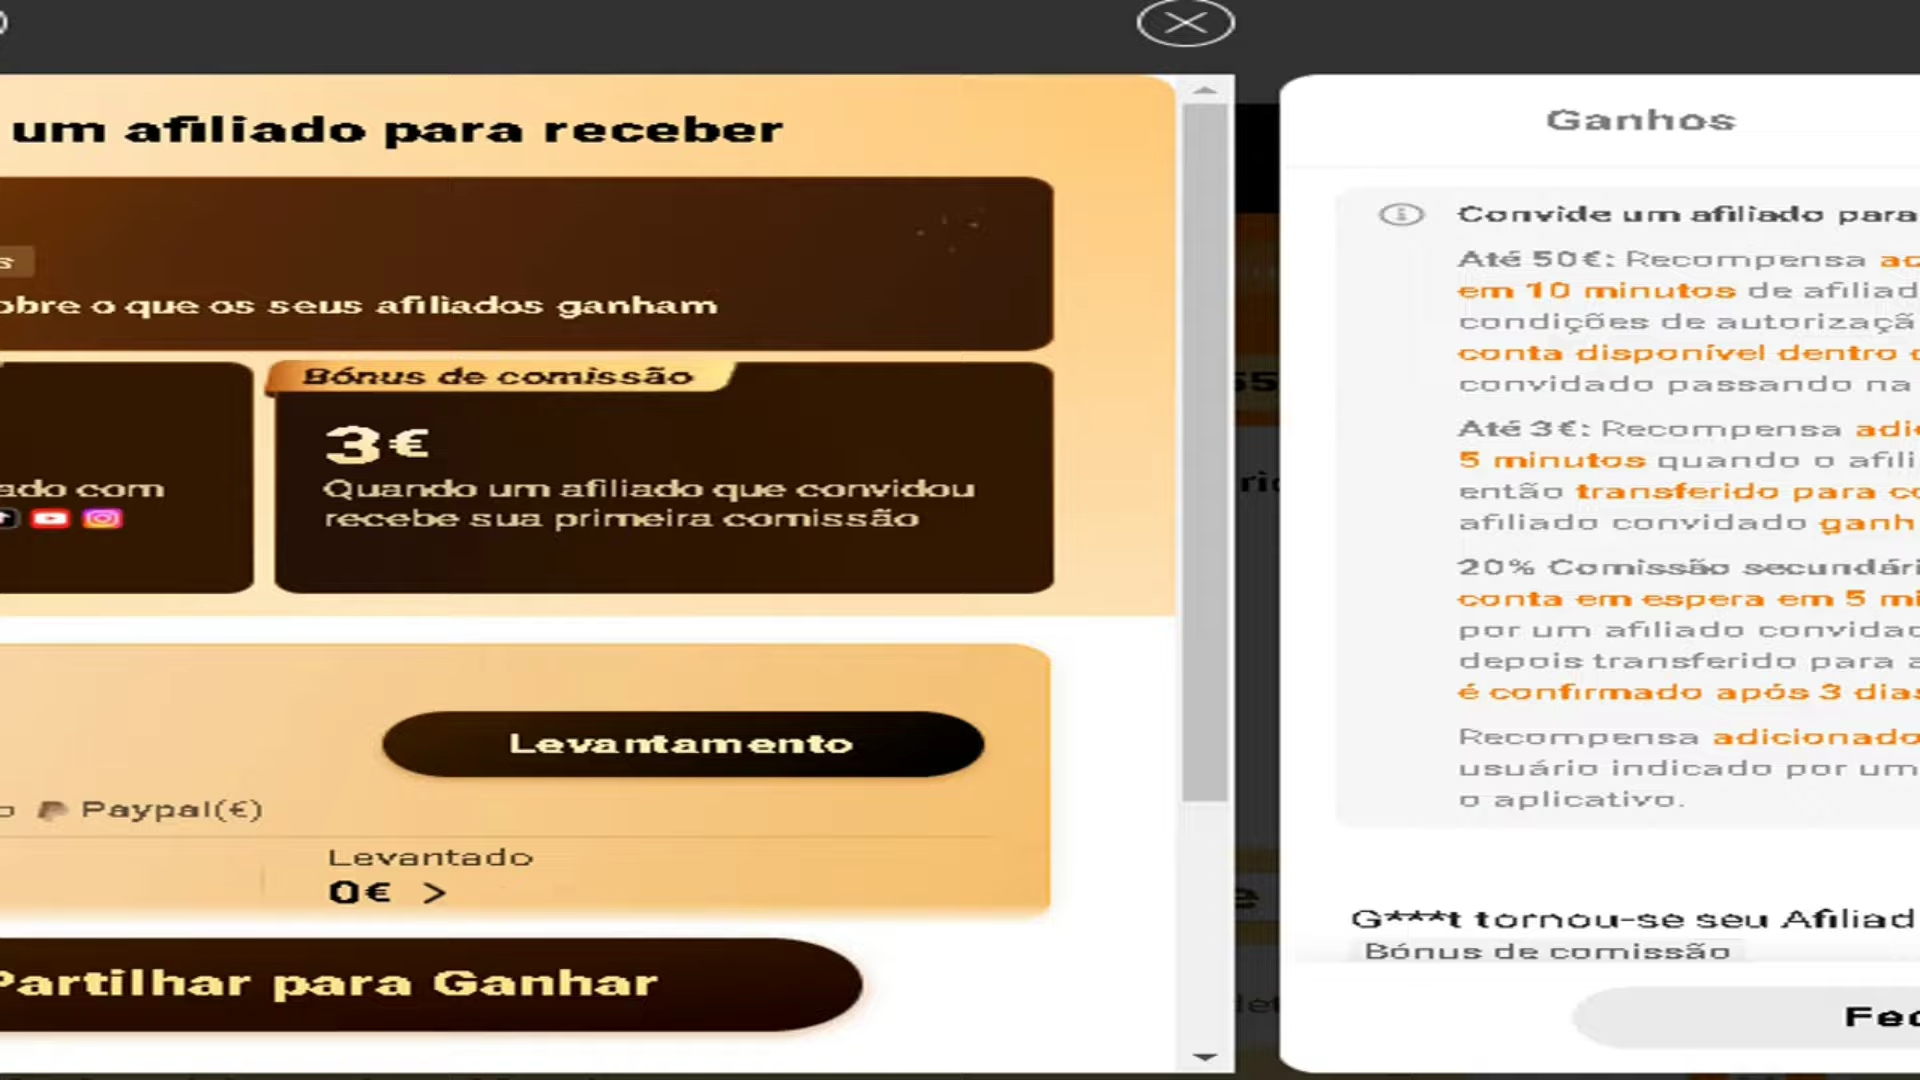 um afiliado para receber
s
obre o que os seus afiliados ganham
Bónus de comissão
3€
ado com
Quando um afiliado que convidou
recebe sua primeira comissão
Levantamento
o Paypal(€)
Levantado
0€ >
Partilhar para Ganhar
Ganhos
Convide um afiliado para
Até 50€: Recompensa
em 10 minutos de afiliad
condições de autorizaçã
conta disponível dentro
convidado passando na
Até 3€: Recompensa adic
5 minutos quando o afili
então transferido para co
afiliado convidado ganh
20% Comissão secundári
conta em espera em 5 mi
por um afiliado convidad
depois transferido para a
é confirmado após 3 dias
Recompensa adicionado
usuário indicado por um
o aplicativo.
G***t tornou-se seu Afiliad
Bónus de comissão
Fec